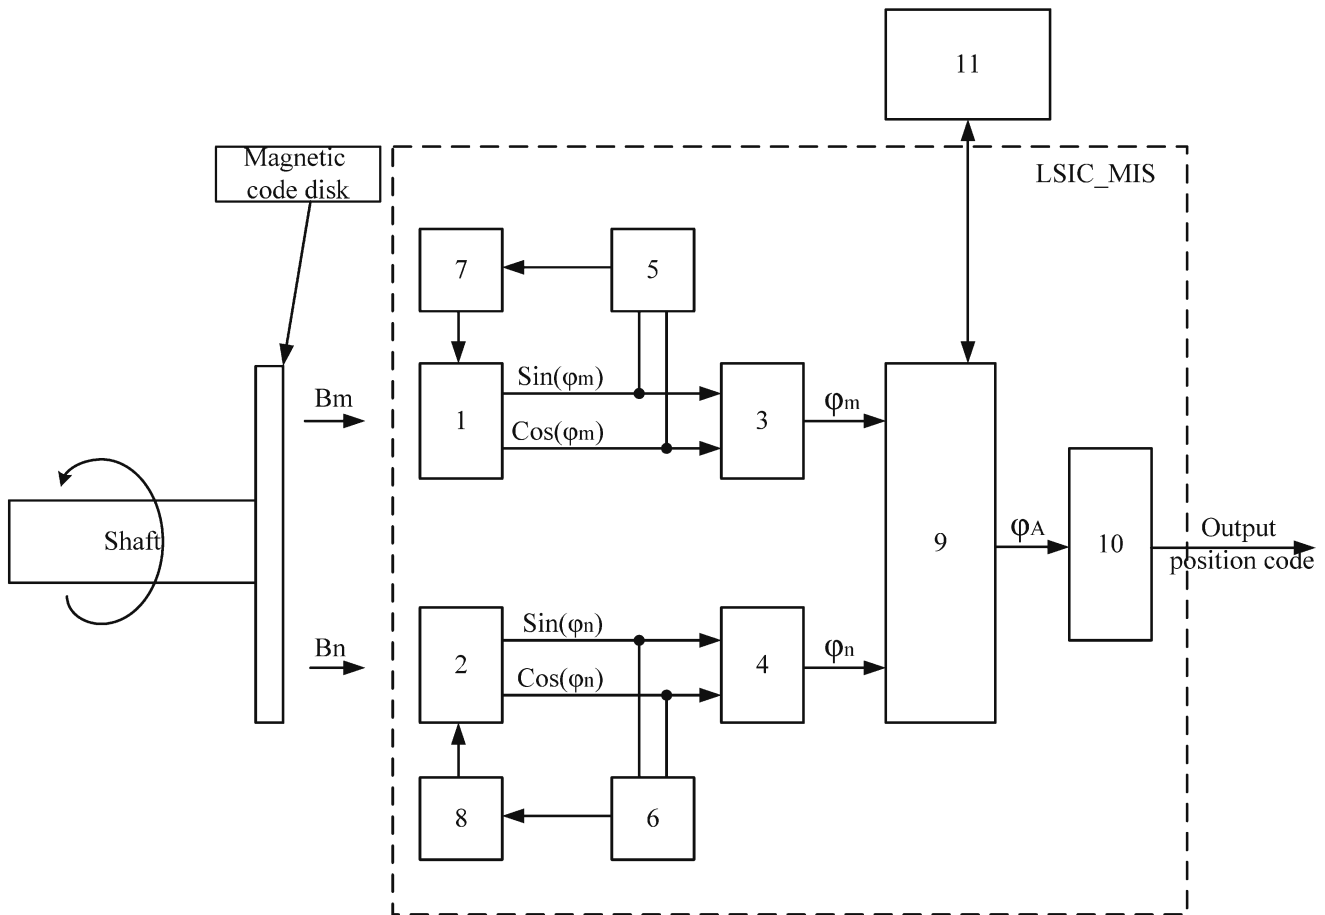 11
Magnetic
code disk
LSIC_MIS
7
5
Sin(φm)
Bm
1
3
φm
Cos(φm)
Shaft
9
φA
10
Output
position code
Sin(φn)
Bn
2
4
φn
Cos(φn)
8
6